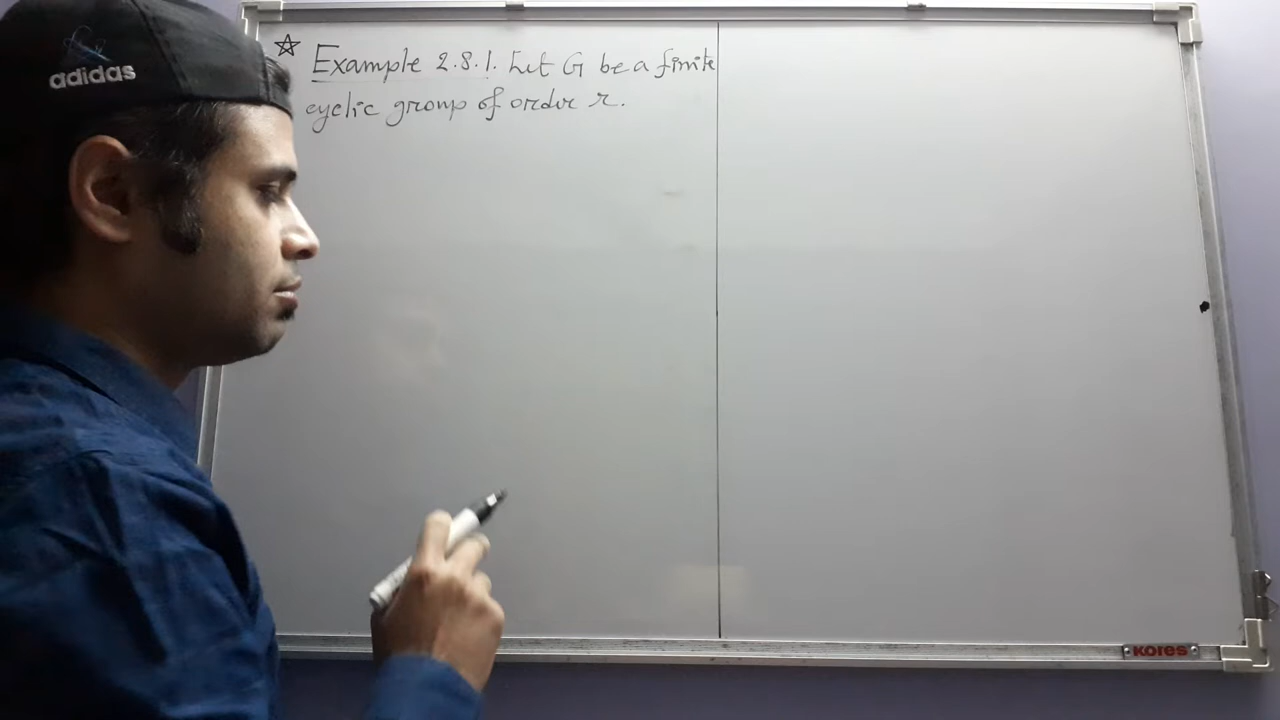 adidas
☆ Example 2.8.1. Let G be a finite
cyclic group of order r.
KORES